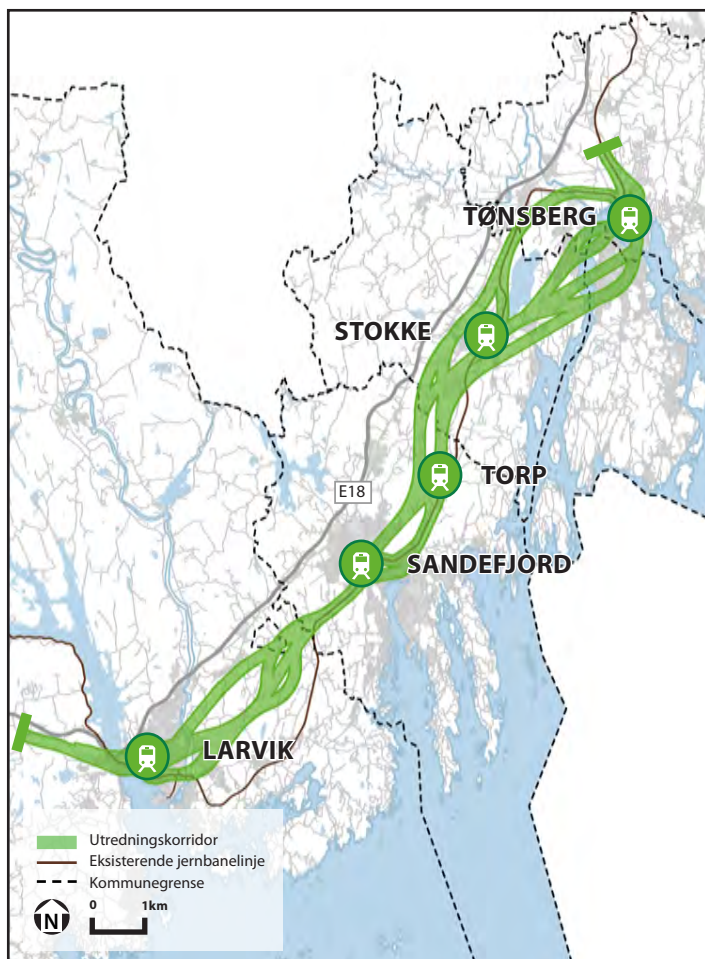 TØNSBERG
STOKKE
TORP
E18
SANDEFJORD
LARVIK
Utredningskorridor
Eksisterende jernbanelinje
Kommunegrense
N
0 1km